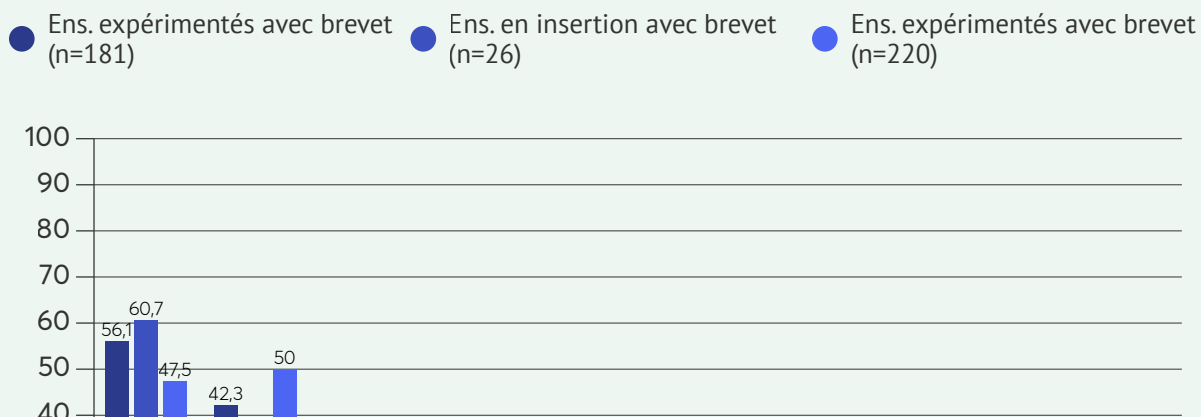 Ens. expérimentés avec brevet
(n=181)
Ens. en insertion avec brevet
(n=26)
Ens. expérimentés avec brevet
(n=220)
100
90
80
70
60
50
40
56,1
60,7
47,5
42,3
50